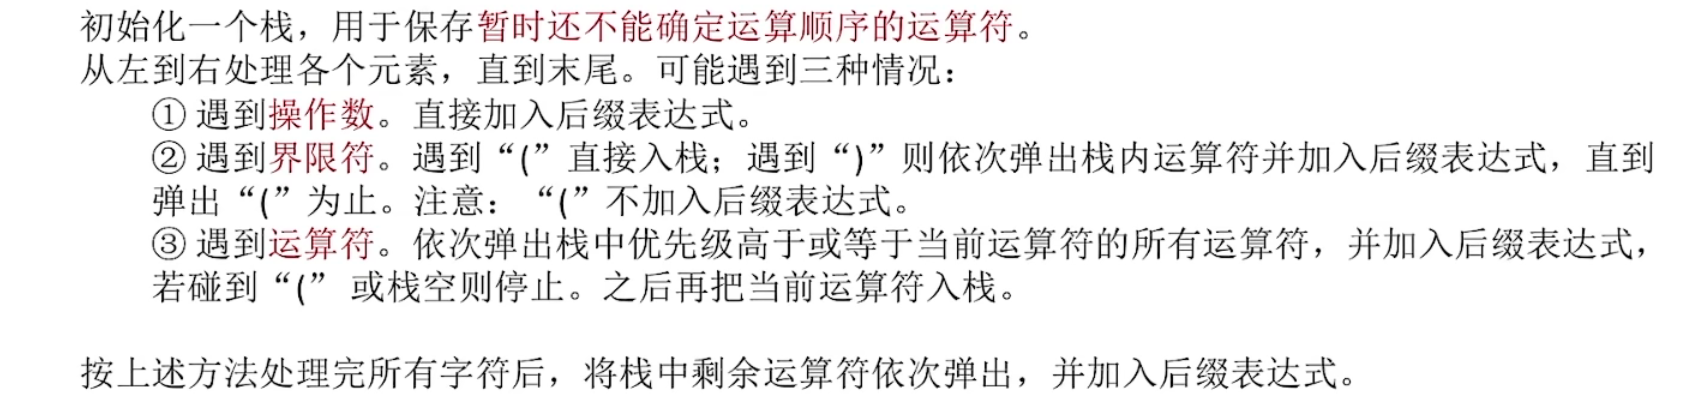 初始化一个栈，用于保存暂时还不能确定运算顺序的运算符。
从左到右处理各个元素，直到末尾。可能遇到三种情况：
① 遇到操作数。直接加入后缀表达式。
② 遇到界限符。遇到“(”直接入栈；遇到“)”则依次弹出栈内运算符并加入后缀表达式，直到
弹出“(”为止。注意：“(”不加入后缀表达式。
③ 遇到运算符。依次弹出栈中优先级高于或等于当前运算符的所有运算符，并加入后缀表达式，
若碰到“(” 或栈空则停止。之后再把当前运算符入栈。
按上述方法处理完所有字符后，将栈中剩余运算符依次弹出，并加入后缀表达式。